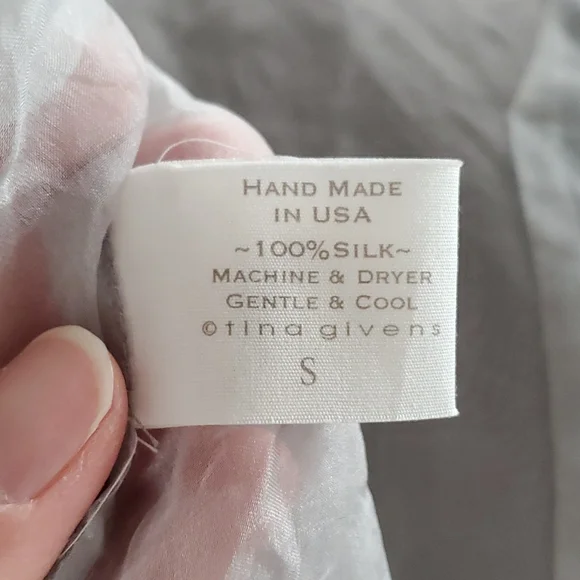 HAND MADE
IN USA
~100% SILK~
MACHINE & DRYER
GENTLE & COOL
©tina givens
S